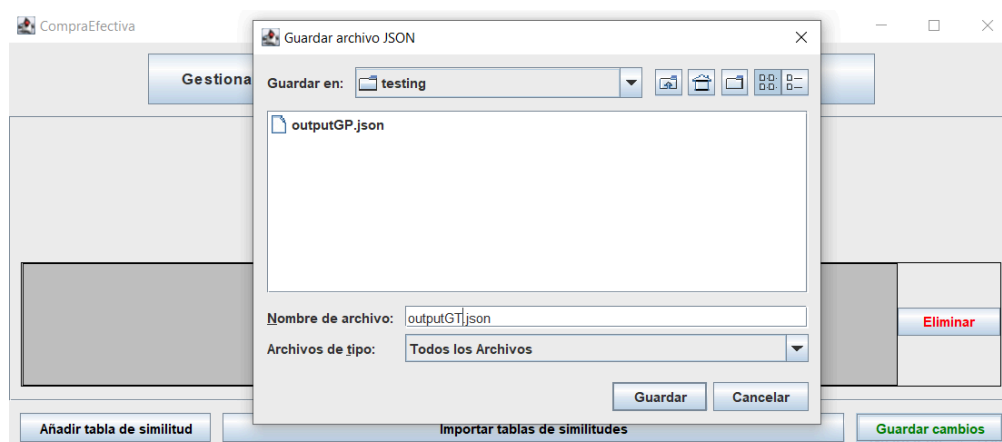 CompraEfectiva
Gestiona
Guardar archivo JSON
Guardar en: testing
outputGP.json
Nombre de archivo: outputGT.json
Archivos de tipo: Todos los Archivos
Guardar Cancelar
Eliminar
Añadir tabla de similitud Importar tablas de similitudes Guardar cambios